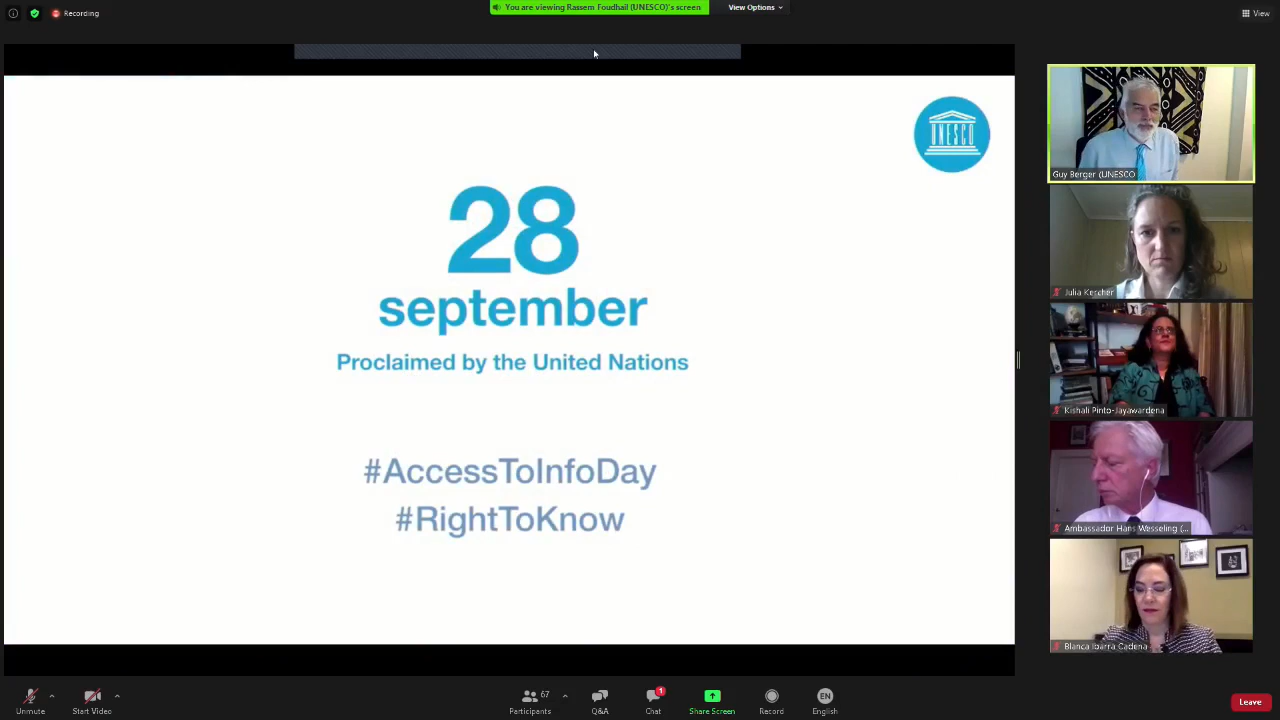 Recording
You are viewing Rassem Foudhail (UNESCO)'s screen
View Options
View
UNESCO
28
september
Proclaimed by the United Nations
#AccessToInfoDay
#RightToKnow
Guy Berger (UNESCO
Julia Kercher
Kishali Pinto-Jayawardena
Ambassador Hans Wesseling (...
Blanca Ibarra Cadena
Unmute
Start Video
67
Participants
Q&A
1
Chat
Share Screen
Record
EN
English
Leave